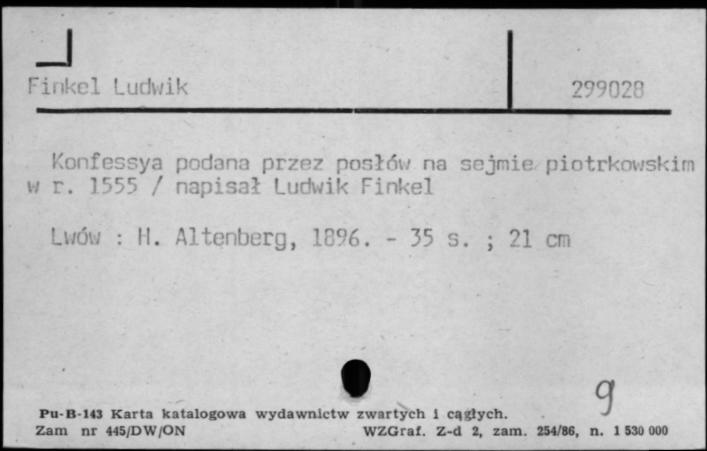 Finkel Ludwik 299028
Konfessya podana przez posłów na sejmie piotrkowskim
w r. 1555 / napisał Ludwik Finkel
Lwów : H. Altenberg, 1896. - 35 s. ; 21 cm
g
Pu-B-143 Karta katalogowa wydawnictw zwartych i ciągłych.
Zam nr 445/DW/ON WZGraf. Z-d 2, zam. 254/86, n. 1 530 000